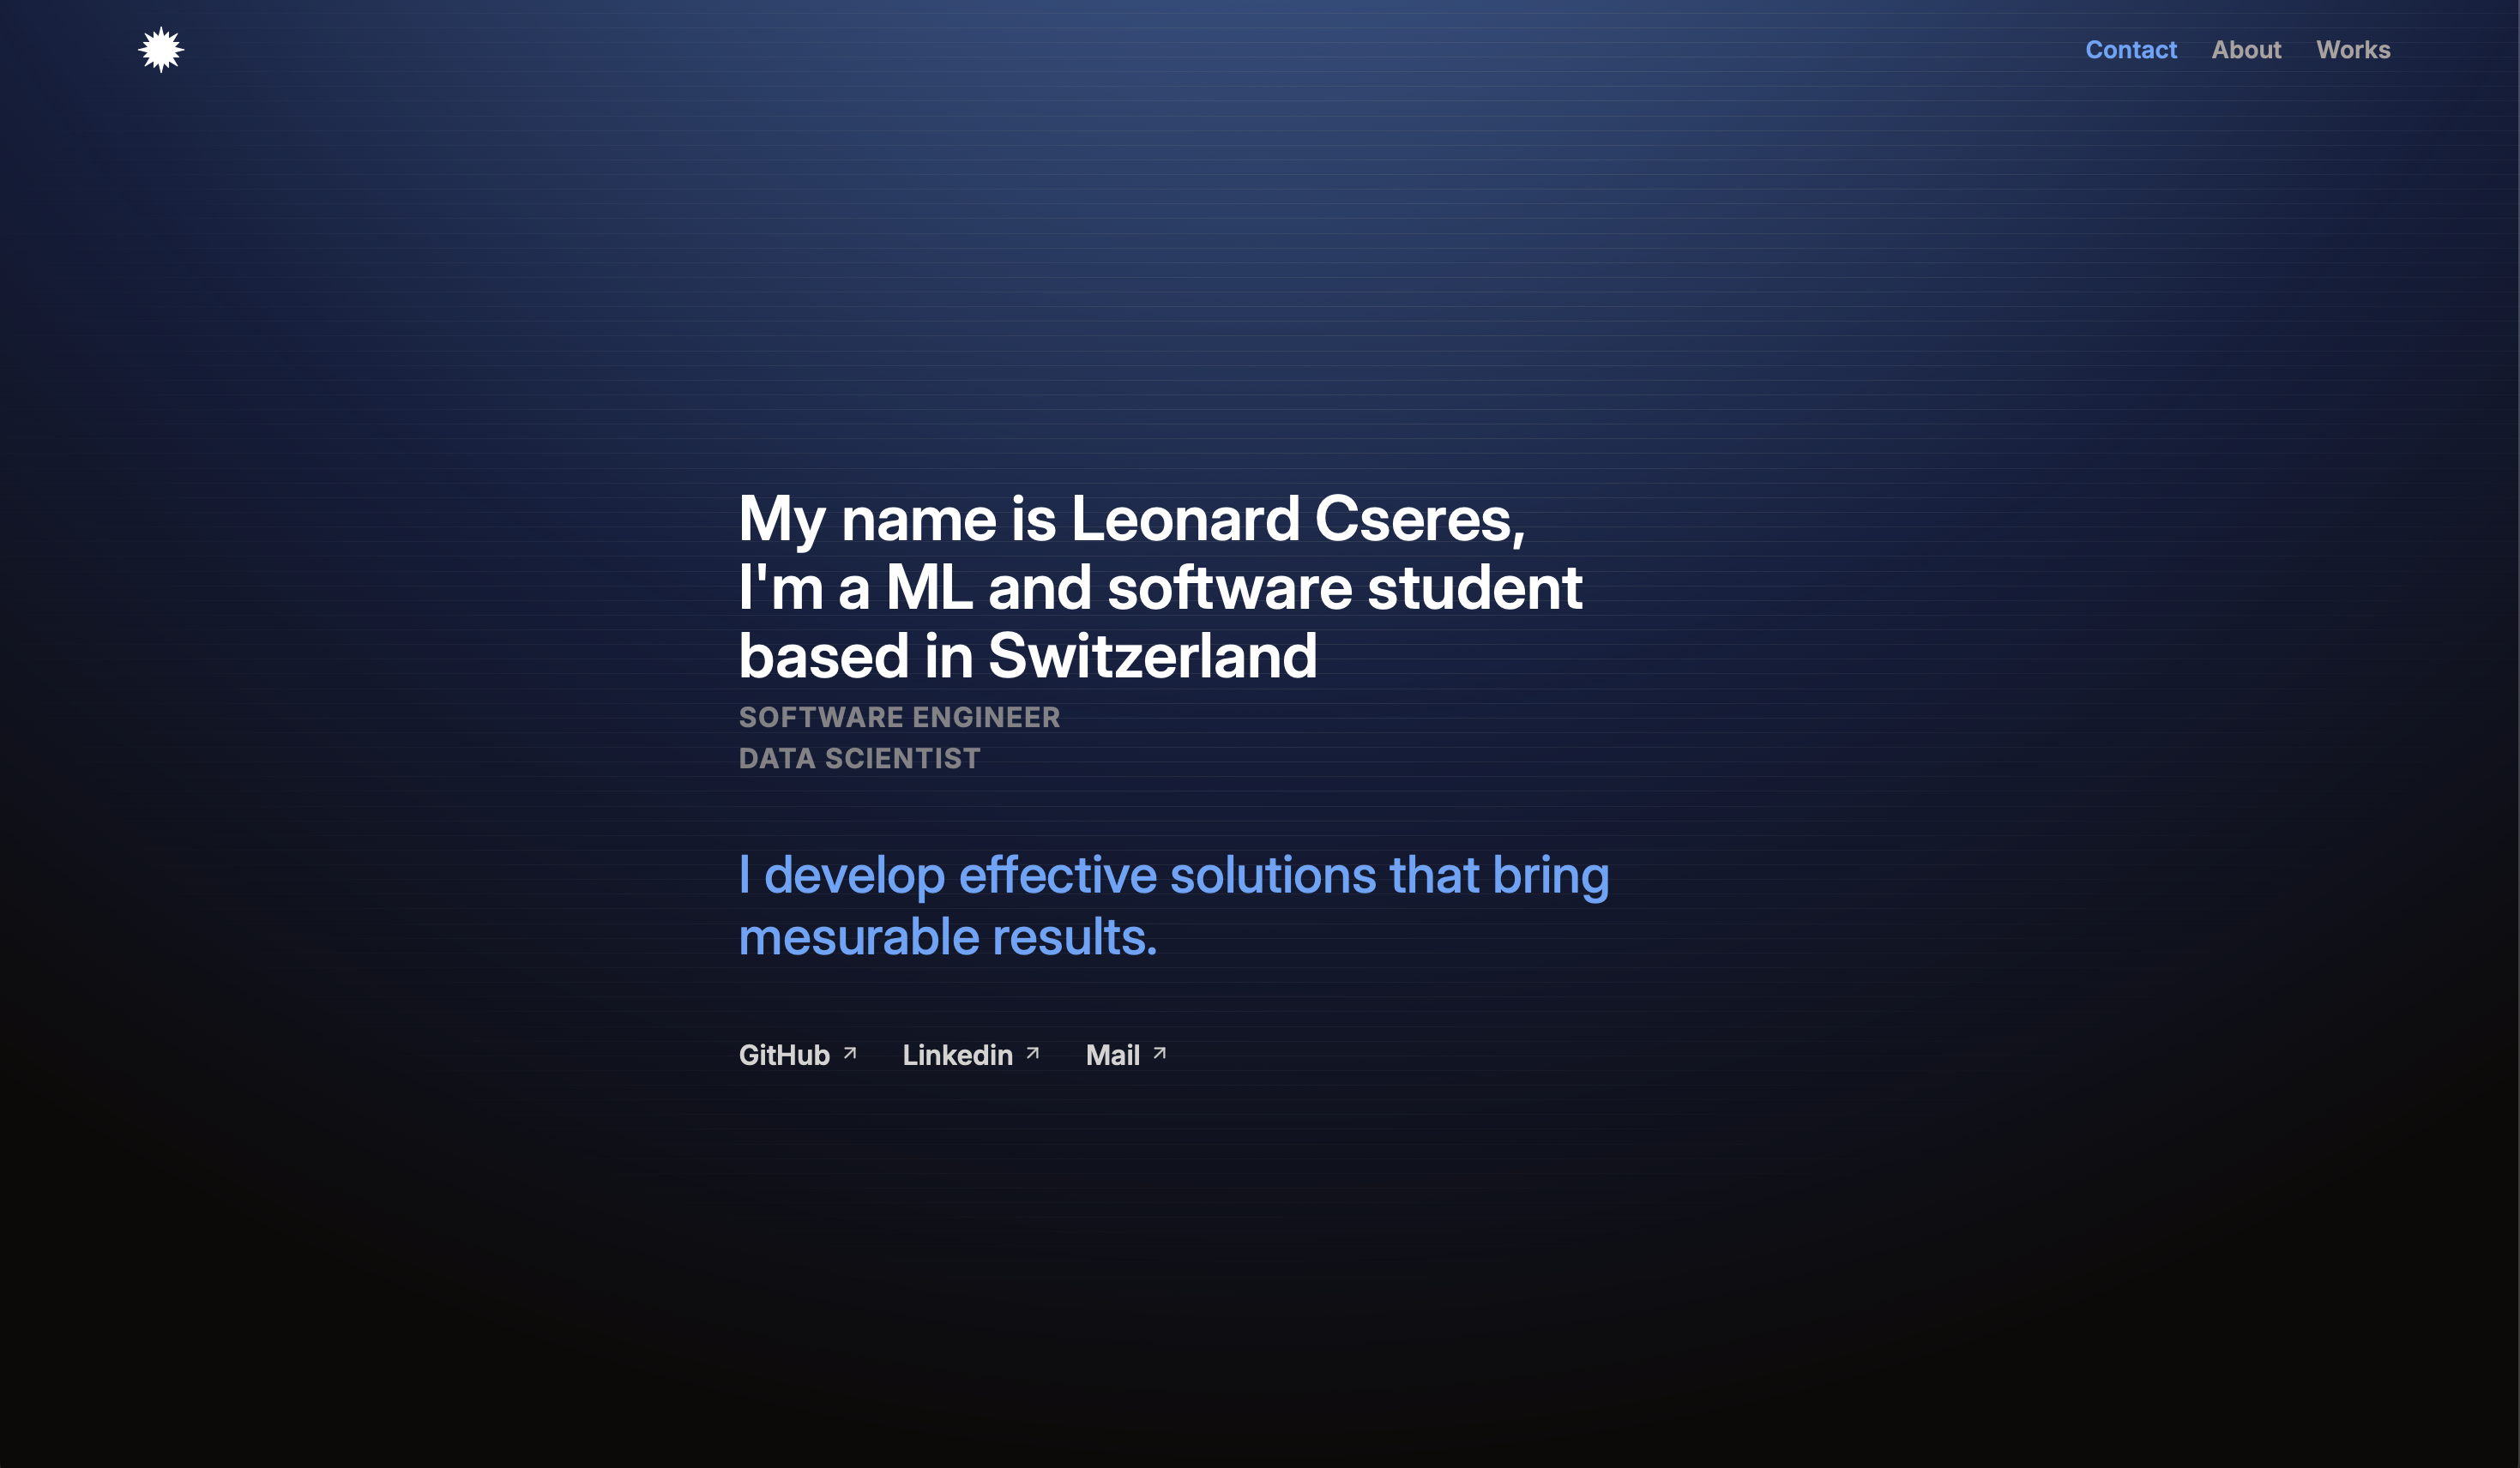 Contact About Works
My name is Leonard Cseres,
I'm a ML and software student
based in Switzerland
SOFTWARE ENGINEER
DATA SCIENTIST
I develop effective solutions that bring
mesurable results.
GitHub Linkedin Mail